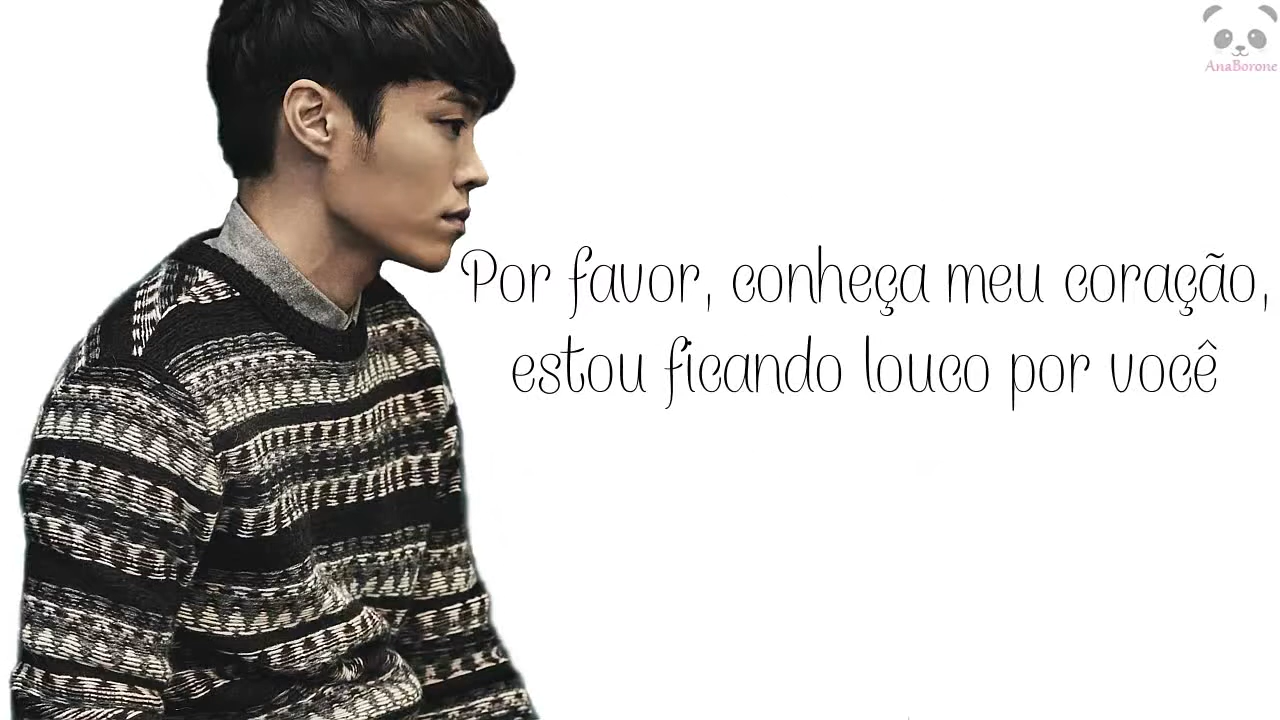 AnaBorone
Por favor, conheça meu coração,
estou ficando louco por você